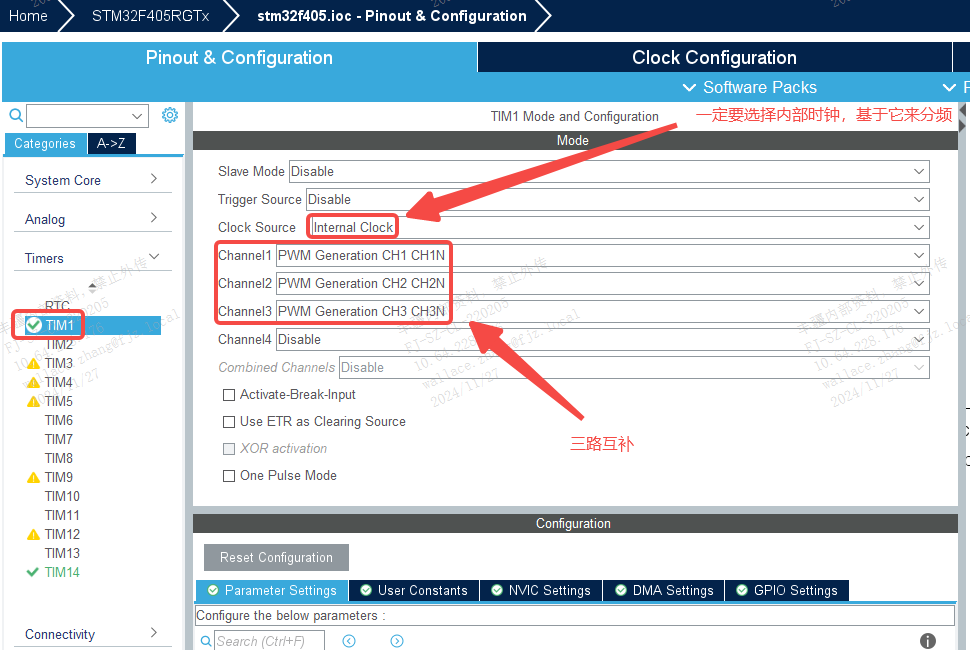 Home
STM32F405RGTx
stm32f405.ioc - Pinout & Configuration
Pinout & Configuration
Clock Configuration
Software Packs
TIM1 Mode and Configuration
一定要选择内部时钟，基于它来分频
Categories
A->Z
Mode
System Core
Analog
Timers
RTC
TIM1
TIM2
TIM3
TIM4
TIM5
TIM6
TIM7
TIM8
TIM9
TIM10
TIM11
TIM12
TIM13
TIM14
Connectivity
Slave Mode Disable
Trigger Source Disable
Clock Source Internal Clock
Channel1 PWM Generation CH1 CH1N
Channel2 PWM Generation CH2 CH2N
Channel3 PWM Generation CH3 CH3N
Channel4 Disable
Combined Channels Disable
Activate-Break-Input
Use ETR as Clearing Source
XOR activation
One Pulse Mode
三路互补
Configuration
Reset Configuration
Parameter Settings
User Constants
NVIC Settings
DMA Settings
GPIO Settings
Configure the below parameters :
Search (Ctrl+F)
丰疆内部资料，禁止外传
FJ-SZ-CL-220205
10.64.228.176
wallace.zhang@fjz.local
2024/11/27